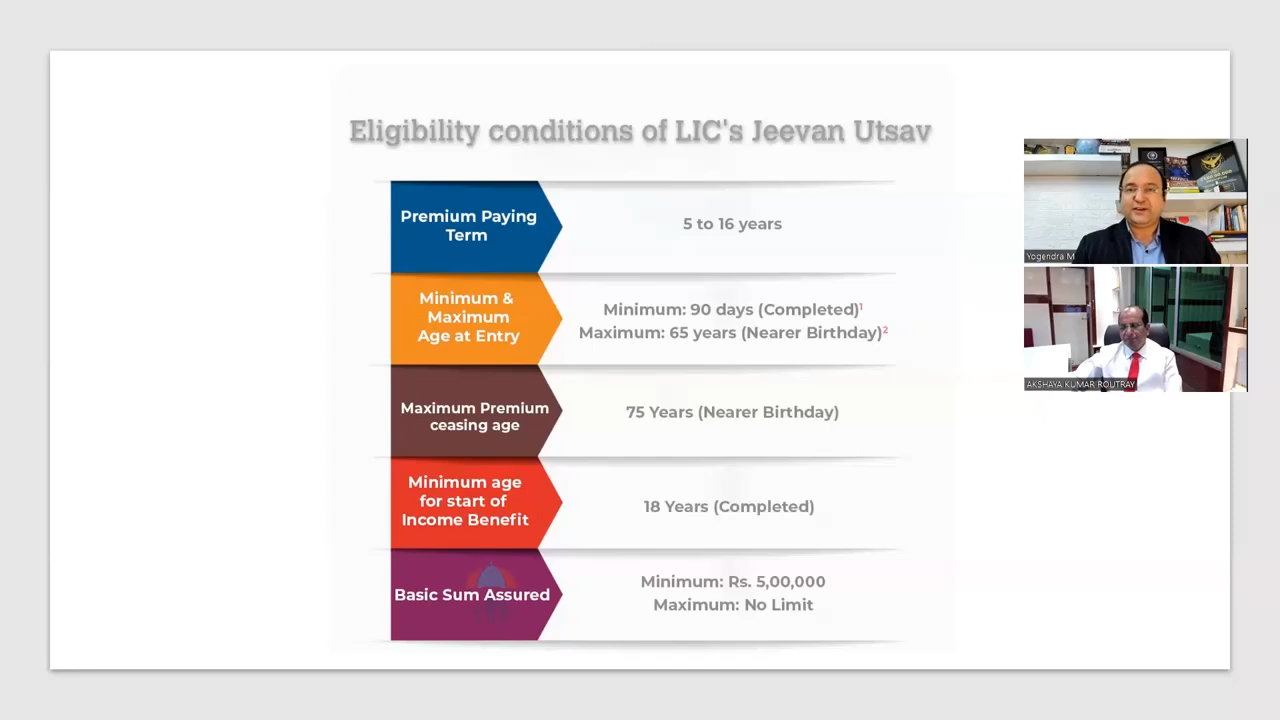 Eligibility conditions of LIC's Jeevan Utsav
Premium Paying
Term
5 to 16 years
Minimum &
Maximum
Age at Entry
Minimum: 90 days (Completed)1
Maximum: 65 years (Nearer Birthday)2
Maximum Premium
ceasing age
75 Years (Nearer Birthday)
Minimum age
for start of
Income Benefit
18 Years (Completed)
Basic Sum Assured
Minimum: Rs. 5,00,000
Maximum: No Limit
Yogendra M
AKSHAYA KUMAR ROUTRAY